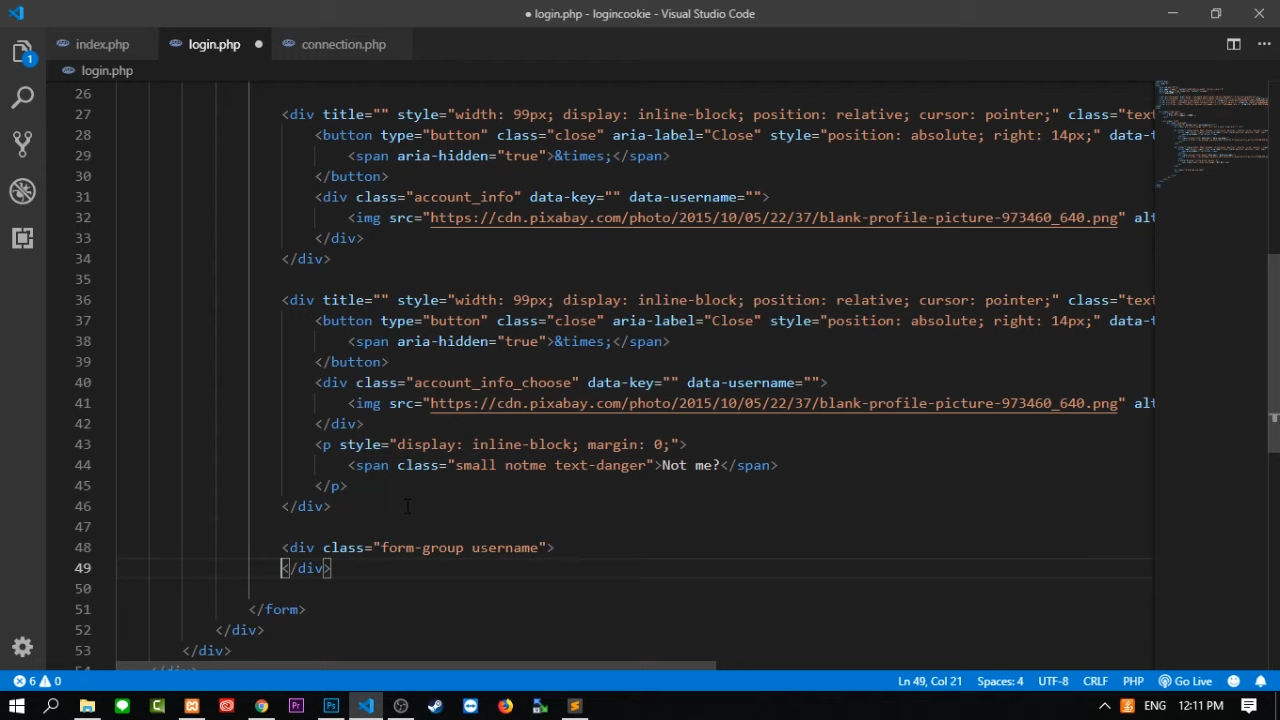 login.php - logincookie - Visual Studio Code
index.php login.php connection.php
login.php
26
27 <div title="" style="width: 99px; display: inline-block; position: relative; cursor: pointer;" class="text
28 <button type="button" class="close" aria-label="Close" style="position: absolute; right: 14px;" data-t
29 <span aria-hidden="true">&times;</span>
30 </button>
31 <div class="account_info" data-key="" data-username="">
32 <img src="https://cdn.pixabay.com/photo/2015/10/05/22/37/blank-profile-picture-973460_640.png" alt
33 </div>
34 </div>
35
36 <div title="" style="width: 99px; display: inline-block; position: relative; cursor: pointer;" class="text
37 <button type="button" class="close" aria-label="Close" style="position: absolute; right: 14px;" data-t
38 <span aria-hidden="true">&times;</span>
39 </button>
40 <div class="account_info_choose" data-key="" data-username="">
41 <img src="https://cdn.pixabay.com/photo/2015/10/05/22/37/blank-profile-picture-973460_640.png" alt
42 </div>
43 <p style="display: inline-block; margin: 0;">
44 <span class="small notme text-danger">Not me?</span>
45 </p>
46 </div>
47
48 <div class="form-group username">
49 </div>
50
51 </form>
52 </div>
53 </div>
54 </div>
6 0 Ln 49, Col 21 Spaces: 4 UTF-8 CRLF PHP Go Live
ENG 12:11 PM